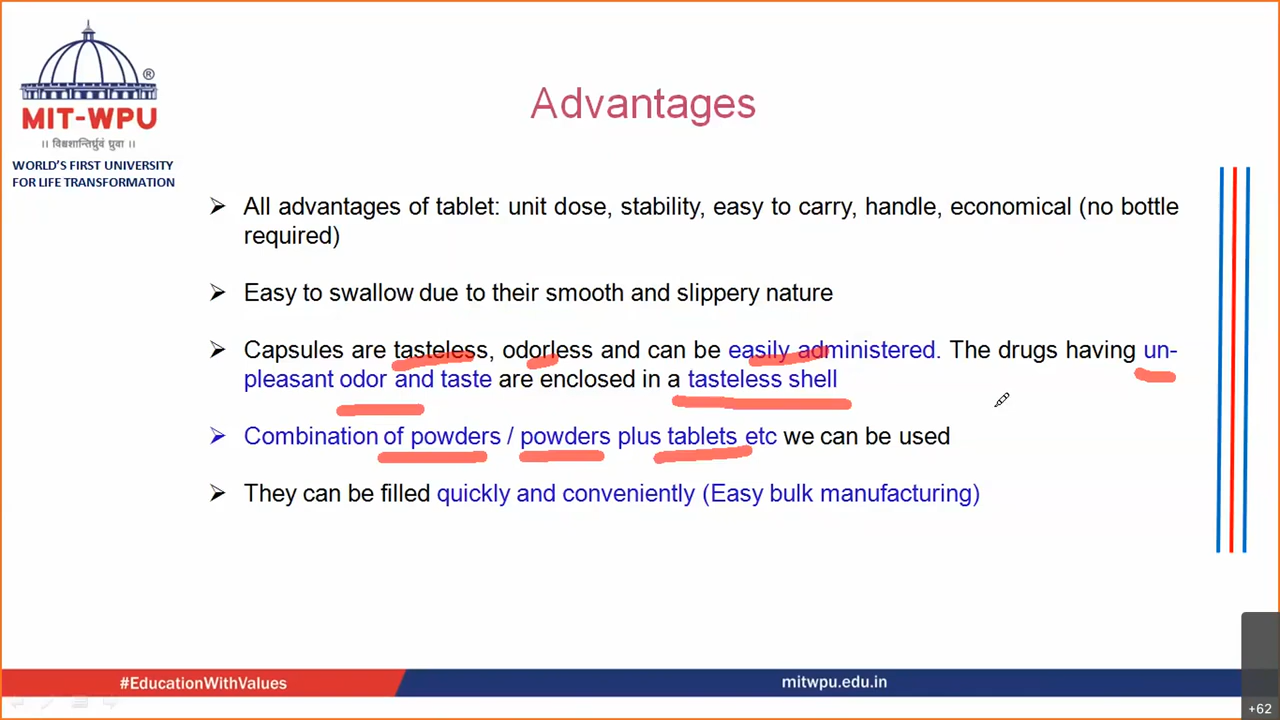 MIT-WPU
®
।। विश्वशान्तिर्ध्रुवं ध्रुवा ।।
WORLD'S FIRST UNIVERSITY
FOR LIFE TRANSFORMATION
Advantages
All advantages of tablet: unit dose, stability, easy to carry, handle, economical (no bottle
required)
Easy to swallow due to their smooth and slippery nature
Capsules are tasteless, odorless and can be easily administered. The drugs having un-
pleasant odor and taste are enclosed in a tasteless shell
Combination of powders / powders plus tablets etc we can be used
They can be filled quickly and conveniently (Easy bulk manufacturing)
#EducationWithValues
mitwpu.edu.in
+62